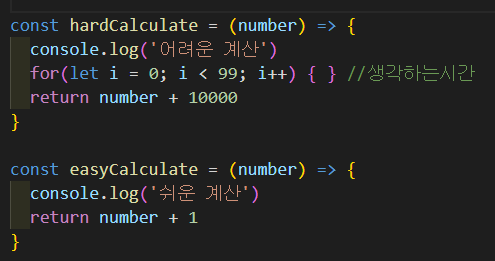 const hardCalculate = (number) => {
  console.log('어려운 계산')
  for(let i = 0; i < 99; i++) { } //생각하는시간
  return number + 10000
}

const easyCalculate = (number) => {
  console.log('쉬운 계산')
  return number + 1
}